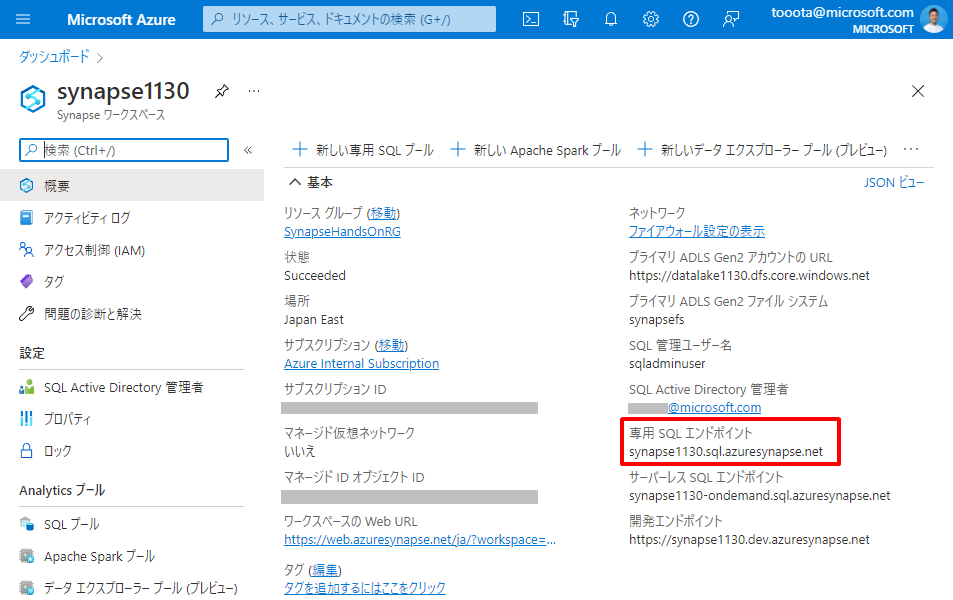 Microsoft Azure
リソース、サービス、ドキュメントの検索 (G+/)
tooota@microsoft.com
MICROSOFT
ダッシュボード
synapse1130
Synapse ワークスペース
検索 (Ctrl+/)
概要
アクティビティ ログ
アクセス制御 (IAM)
タグ
問題の診断と解決
設定
SQL Active Directory 管理者
プロパティ
ロック
Analytics プール
SQL プール
Apache Spark プール
データ エクスプローラー プール (プレビュー)
新しい専用 SQL プール
新しい Apache Spark プール
新しいデータ エクスプローラー プール (プレビュー)
基本
JSON ビュー
リソース グループ (移動)
SynapseHandsOnRG
状態
Succeeded
場所
Japan East
サブスクリプション (移動)
Azure Internal Subscription
サブスクリプション ID
マネージド仮想ネットワーク
いいえ
マネージド ID オブジェクト ID
ワークスペースの Web URL
https://web.azuresynapse.net/ja/?workspace=...
タグ (編集)
タグを追加するにはここをクリック
ネットワーク
ファイアウォール設定の表示
プライマリ ADLS Gen2 アカウントの URL
https://datalake1130.dfs.core.windows.net
プライマリ ADLS Gen2 ファイル システム
synapsefs
SQL 管理ユーザー名
sqladminuser
SQL Active Directory 管理者
@microsoft.com
専用 SQL エンドポイント
synapse1130.sql.azuresynapse.net
サーバーレス SQL エンドポイント
synapse1130-ondemand.sql.azuresynapse.net
開発エンドポイント
https://synapse1130.dev.azuresynapse.net